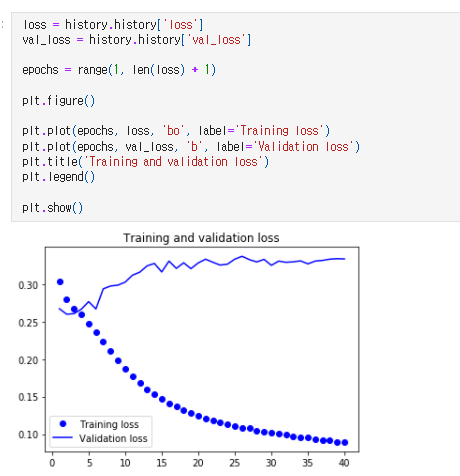 loss = history.history['loss']
val_loss = history.history['val_loss']
epochs = range(1, len(loss) + 1)
plt.figure()
plt.plot(epochs, loss, 'bo', label='Training loss')
plt.plot(epochs, val_loss, 'b', label='Validation loss')
plt.title('Training and validation loss')
plt.legend()
plt.show()
Training and validation loss
0.30
0.25
0.20
0.15
0.10
Training loss
Validation loss
0 5 10 15 20 25 30 35 40